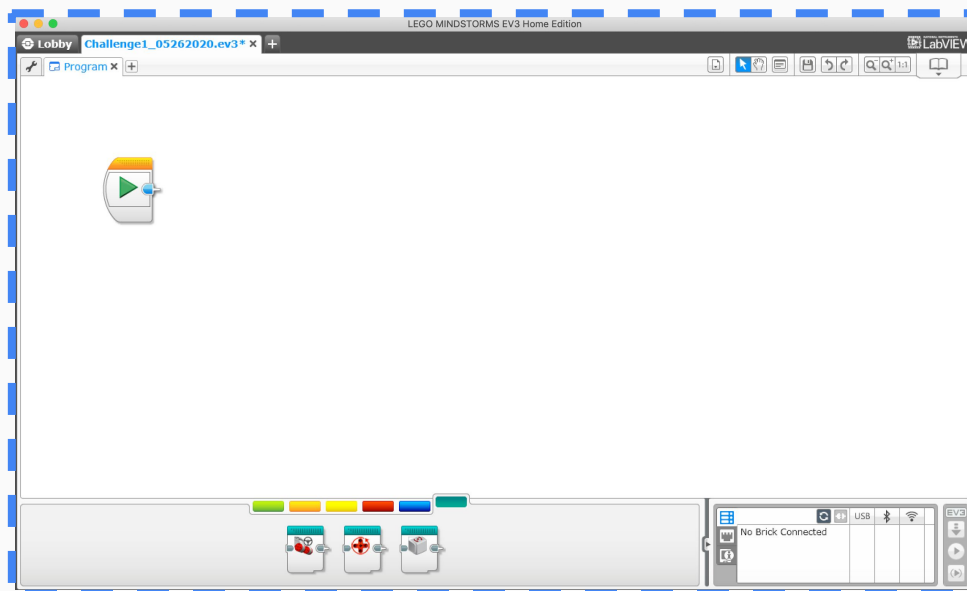 LEGO MINDSTORMS EV3 Home Edition
Lobby Challenge1_05262020.ev3* × +
LabVIEW
Program × +
1:1
USB
No Brick Connected
EV3